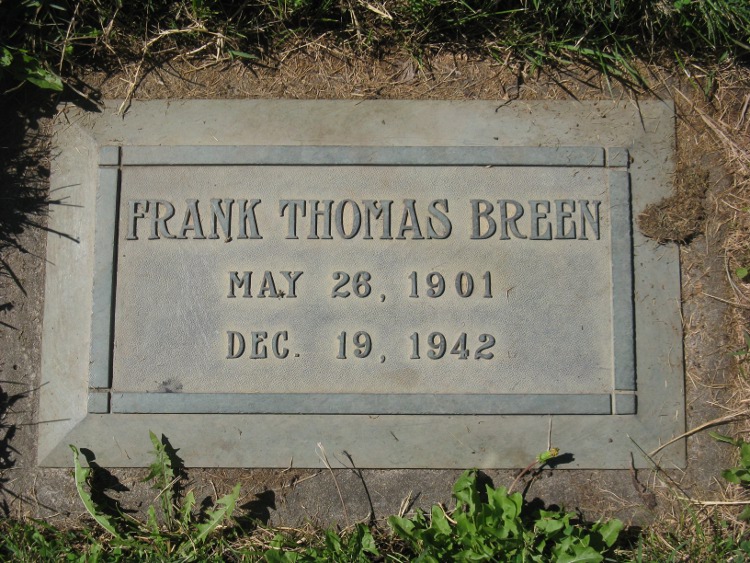 FRANK THOMAS BREEN
MAY 26, 1901
DEC. 19, 1942